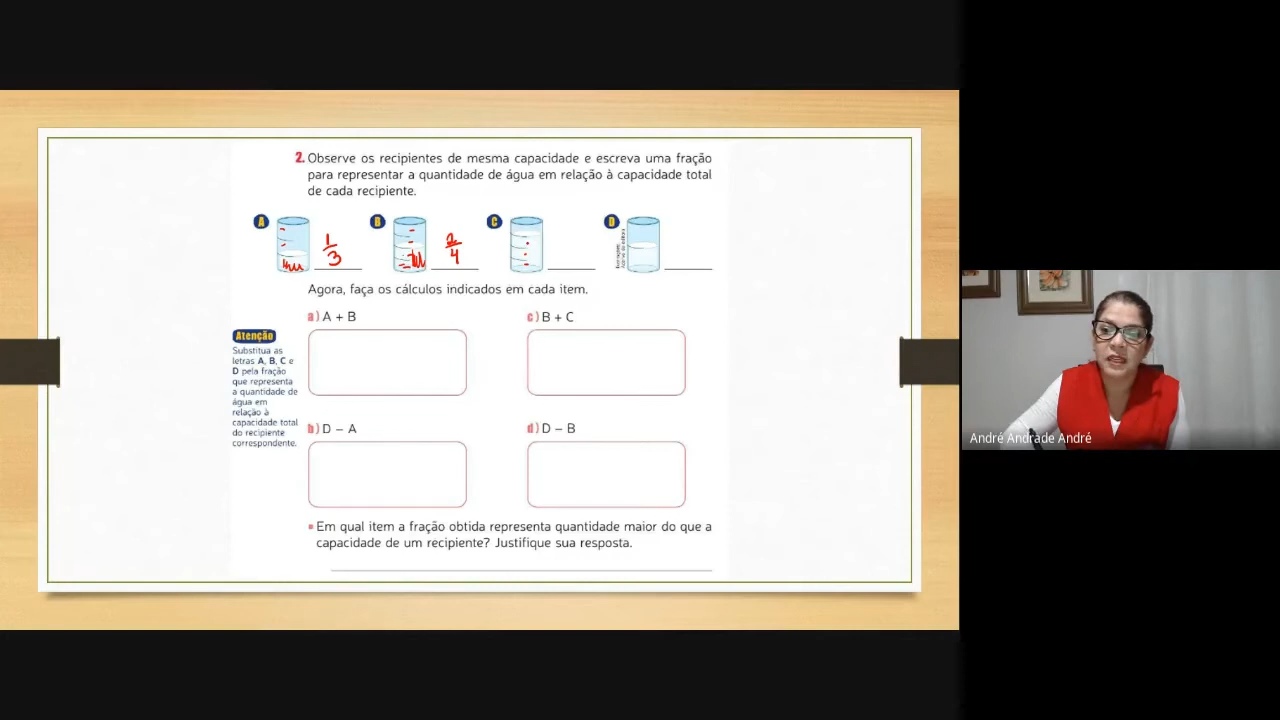 2. Observe os recipientes de mesma capacidade e escreva uma fração
para representar a quantidade de água em relação à capacidade total
de cada recipiente.
A
1
3
B
2
4
C
D
Agora, faça os cálculos indicados em cada item.
a) A + B
c) B + C
Atenção
Substitua as
letras A, B, C e
D pela fração
que representa
a quantidade de
água em
relação à
capacidade total
do recipiente
correspondente.
b) D – A
d) D – B
Em qual item a fração obtida representa quantidade maior do que a
capacidade de um recipiente? Justifique sua resposta.
André Andrade André